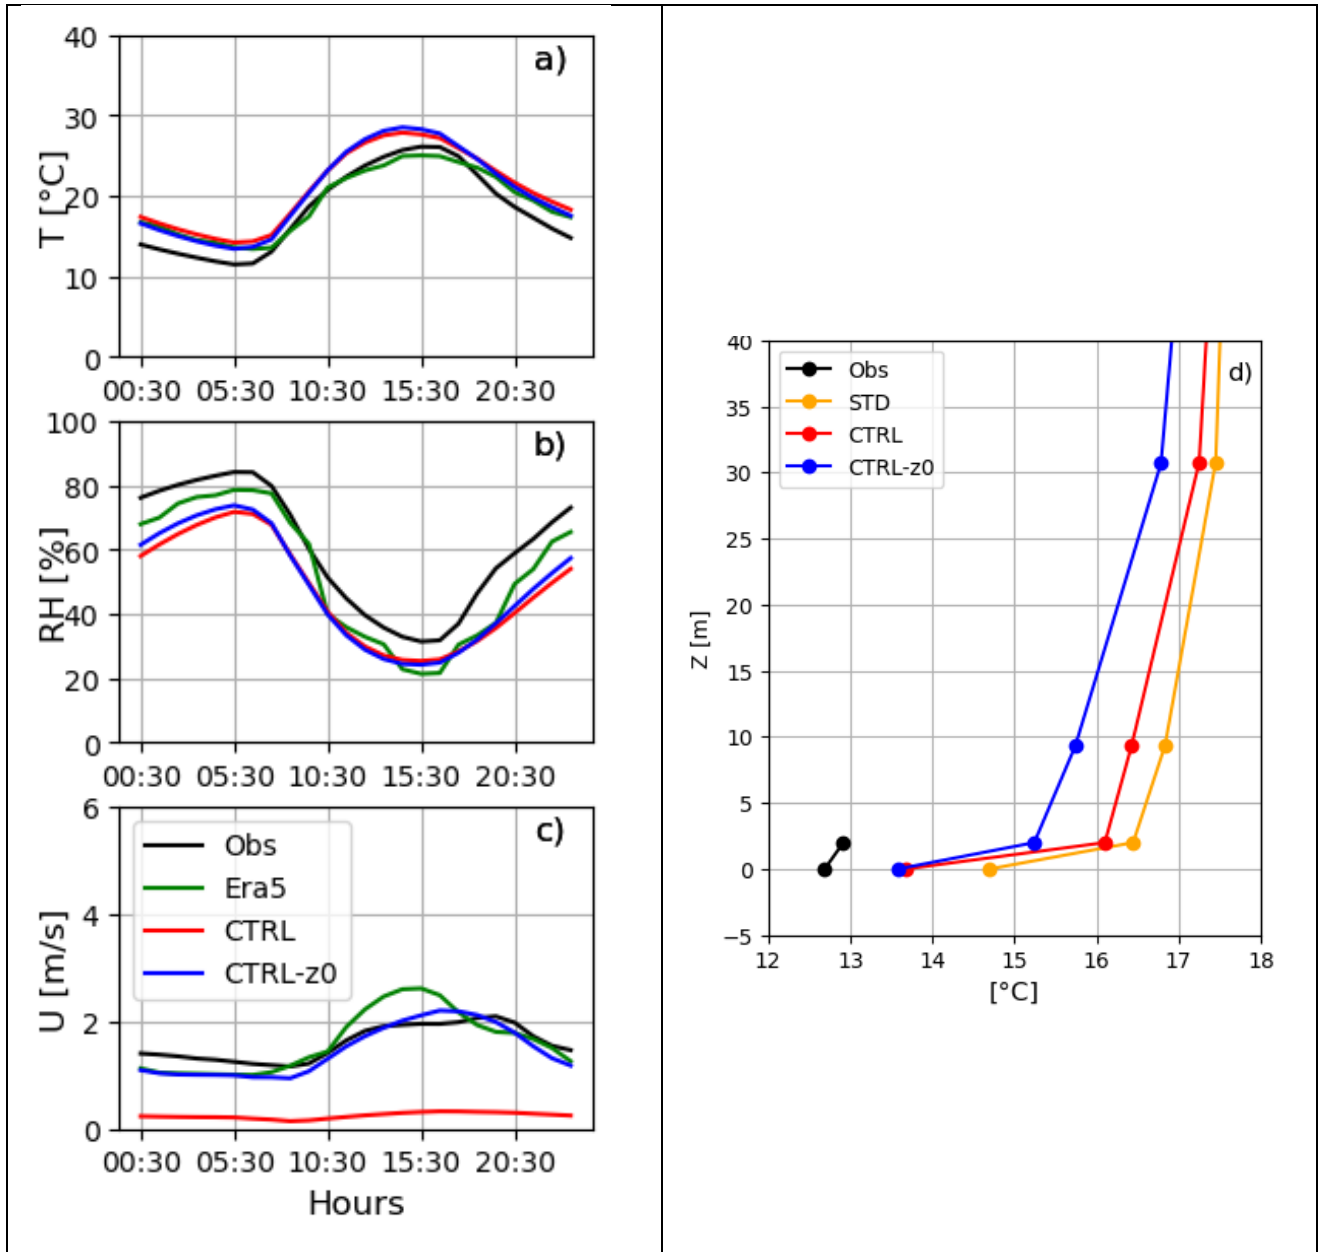 a)
40
30
20
10
0
T [°C]
00:30 05:30 10:30 15:30 20:30
b)
100
80
60
40
20
0
RH [%]
00:30 05:30 10:30 15:30 20:30
c)
6
4
2
0
U [m/s]
Obs
Era5
CTRL
CTRL-z0
00:30 05:30 10:30 15:30 20:30
Hours
d)
40
35
30
25
20
15
10
5
0
−5
Z [m]
Obs
STD
CTRL
CTRL-z0
12 13 14 15 16 17 18
[°C]